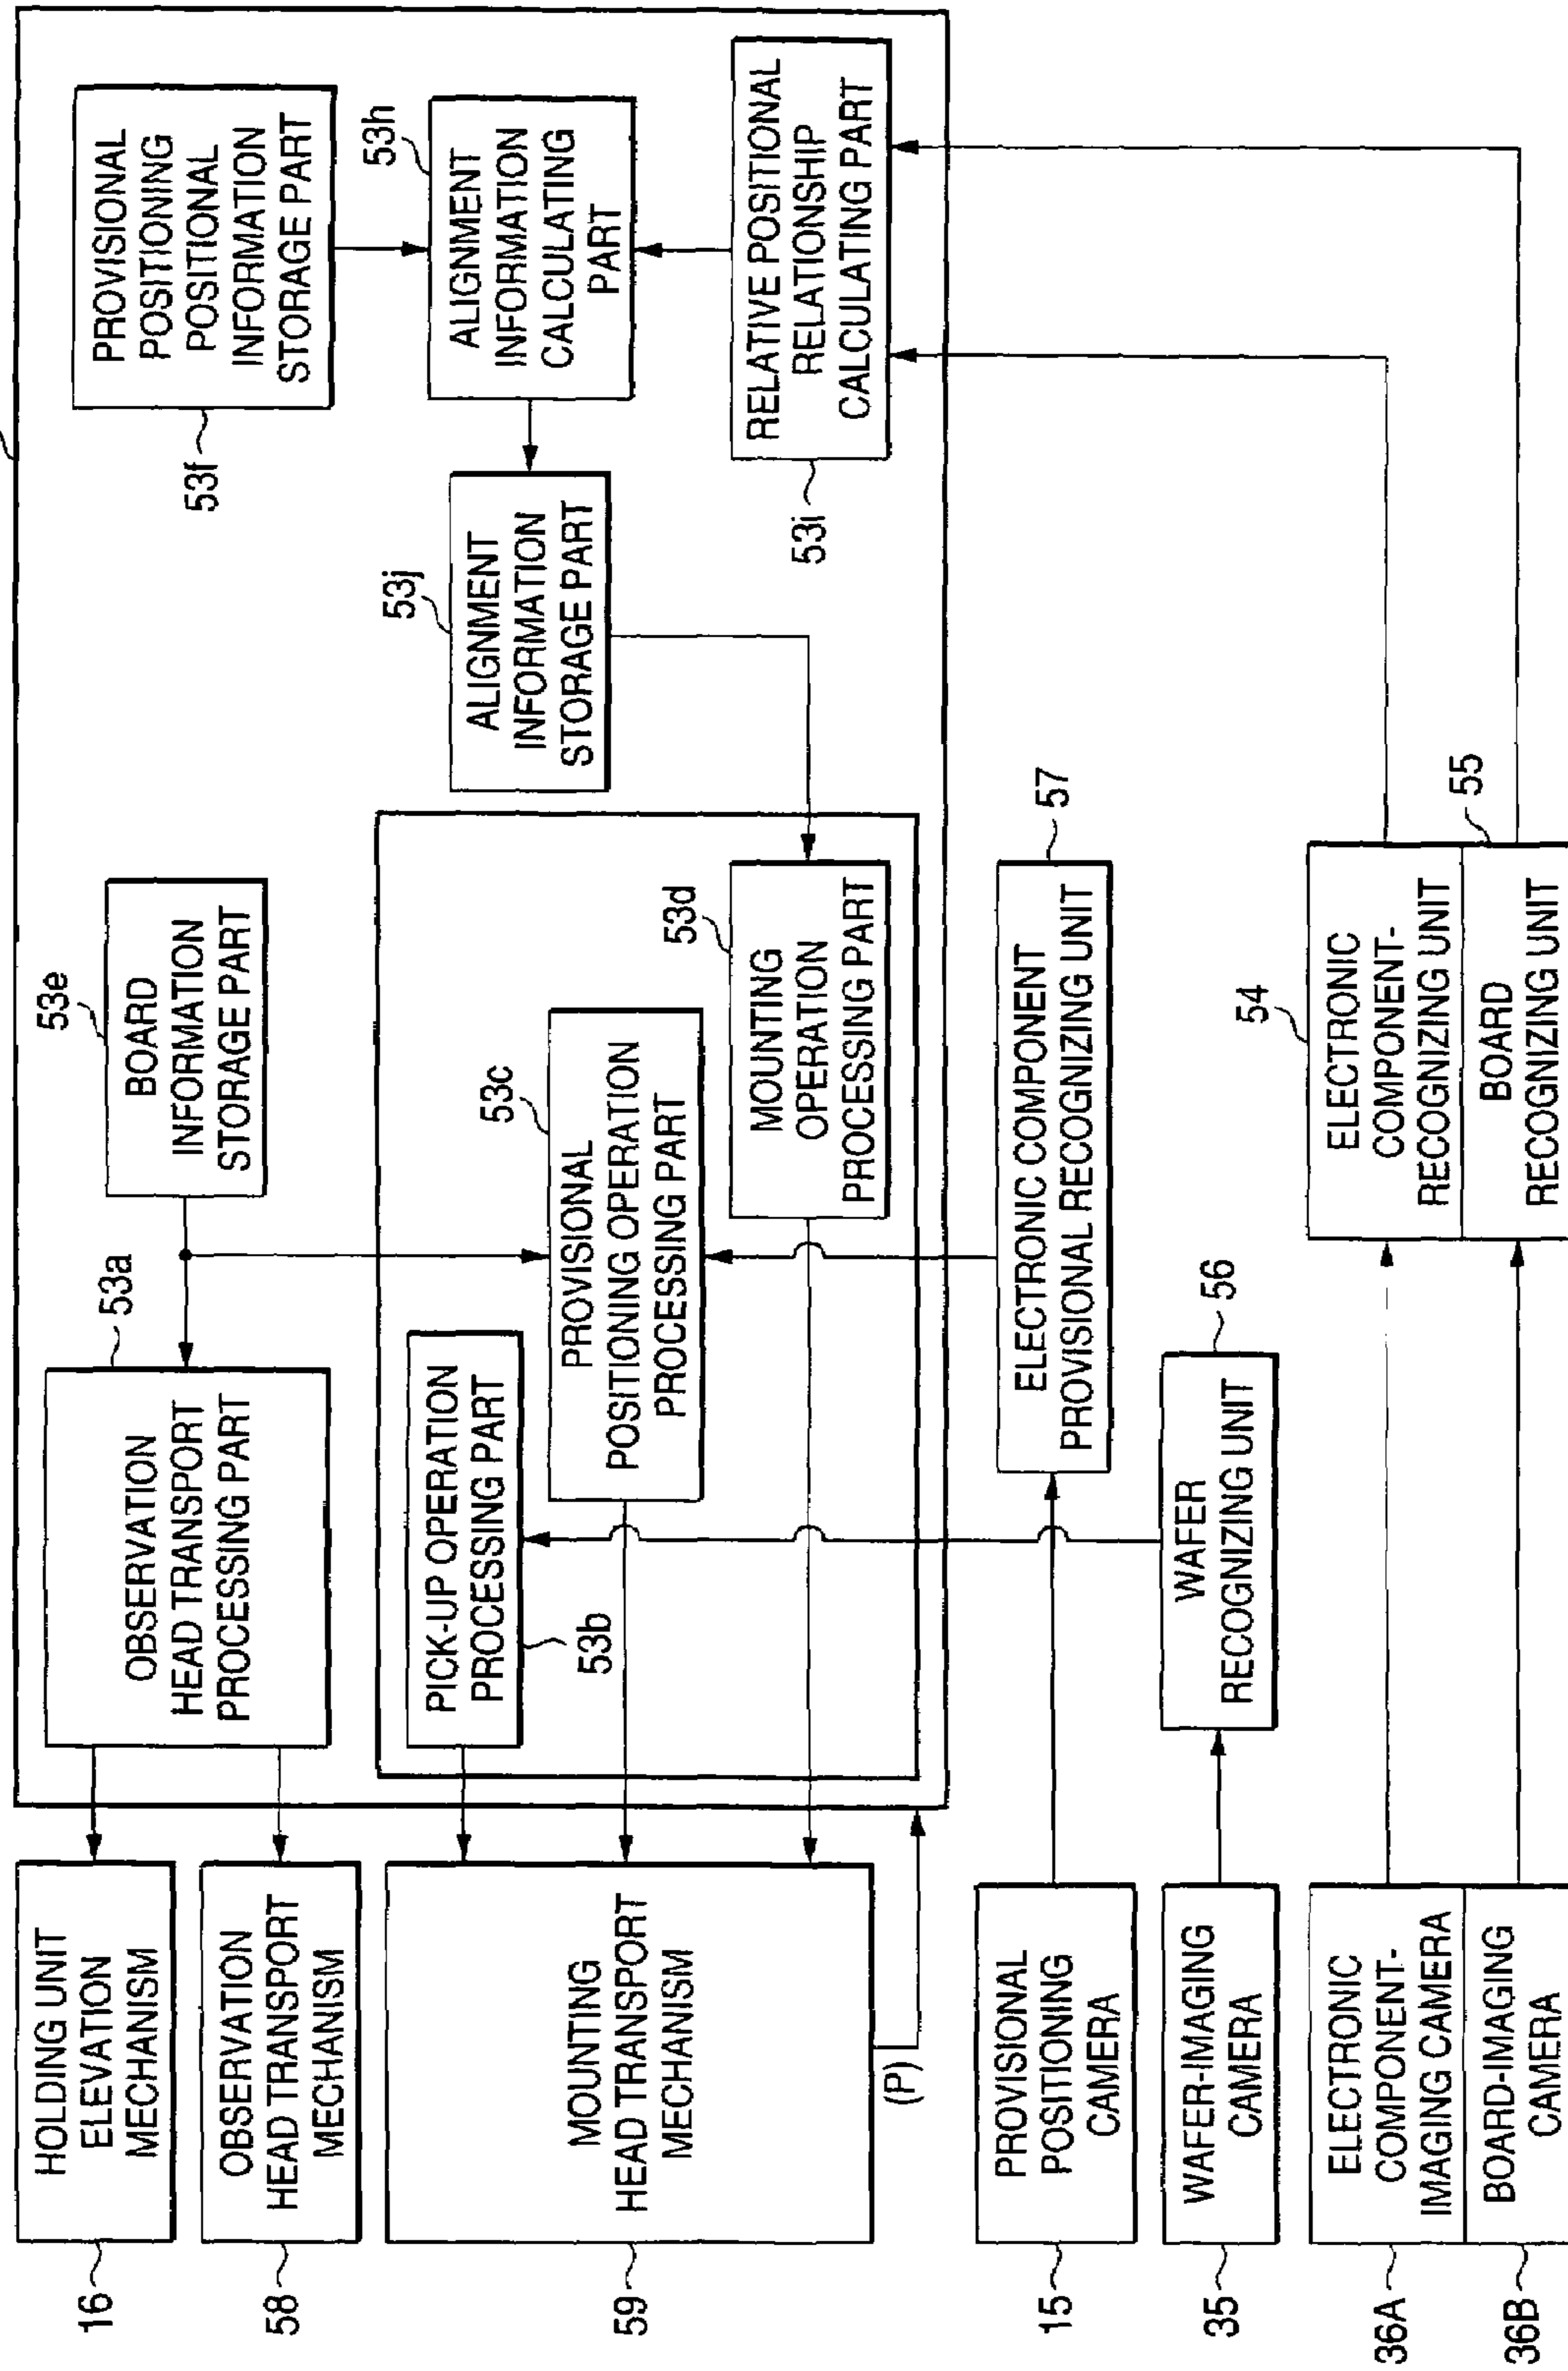 HOLDING UNIT
ELEVATION
MECHANISM
16
OBSERVATION
HEAD TRANSPORT
MECHANISM
58
MOUNTING
HEAD TRANSPORT
MECHANISM
59
(P)
PROVISIONAL
POSITIONING
CAMERA
15
WAFER-IMAGING
CAMERA
35
ELECTRONIC
COMPONENT-
IMAGING CAMERA
36A
BOARD-IMAGING
CAMERA
36B
OBSERVATION
HEAD TRANSPORT
PROCESSING PART
53a
PICK-UP OPERATION
PROCESSING PART
53b
PROVISIONAL
POSITIONING OPERATION
PROCESSING PART
53c
MOUNTING
OPERATION
PROCESSING PART
53d
BOARD
INFORMATION
STORAGE PART
53e
ELECTRONIC COMPONENT
PROVISIONAL RECOGNIZING UNIT
57
WAFER
RECOGNIZING UNIT
56
ELECTRONIC
COMPONENT-
RECOGNIZING UNIT
54
BOARD
RECOGNIZING UNIT
55
PROVISIONAL
POSITIONING
POSITIONAL
INFORMATION
STORAGE PART
53f
ALIGNMENT
INFORMATION
CALCULATING
PART
53h
ALIGNMENT
INFORMATION
STORAGE PART
53j
RELATIVE POSITIONAL
RELATIONSHIP
CALCULATING PART
53i